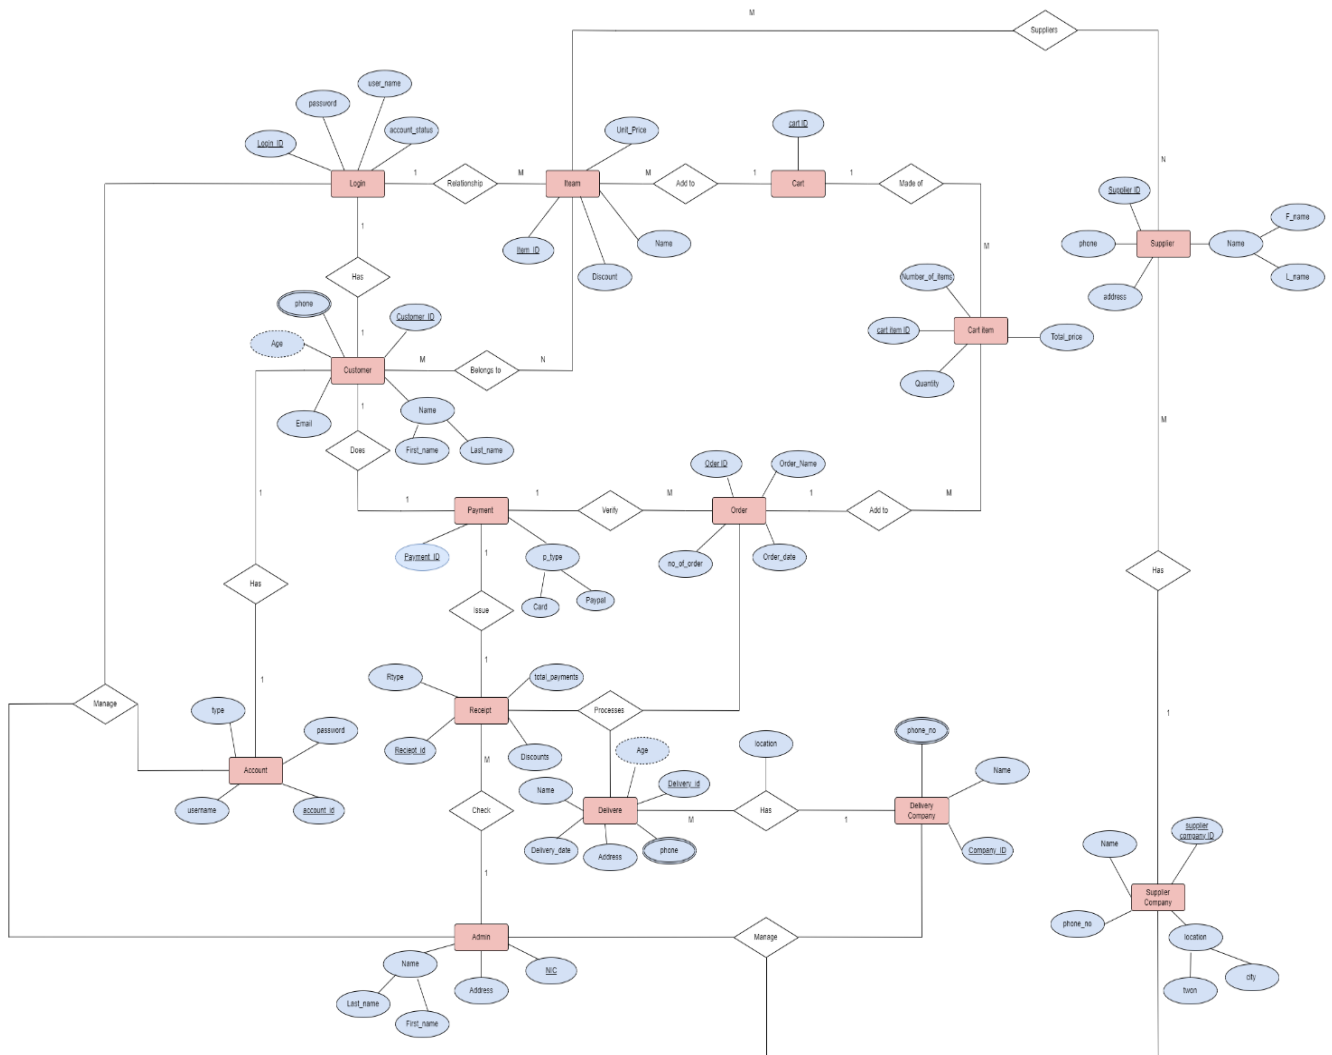 M
Suppliers
user_name
password
account_status
Login_ID
Unit_Price
cart ID
Login
1
Relationship
M
Iteam
M
Add to
1
Cart
1
Made of
N
Supplier ID
F_name
phone
Supplier
Name
L_name
address
1
Item_ID
Name
Discount
M
Has
Number_of_items
phone
Customer_ID
1
cart item ID
Cart item
Total_price
Age
Customer
M
Belongs to
N
Quantity
Email
1
Name
First_name
Last_name
Does
M
Oder ID
Order_Name
1
1
Payment
1
Verify
M
Order
1
Add to
M
Payment_ID
1
p_type
no_of_order
Order_date
Has
Has
Card
Paypal
Issue
1
1
Rtype
total_payments
Manage
type
Receipt
Processes
1
password
Reciept_id
Discounts
Age
location
phone_no
M
Account
Name
Delivery_id
Name
username
account_id
Check
Delivere
M
Has
1
Delivery
Company
Delivery_date
Address
phone
Company_ID
supplier
company ID
Name
1
Supplier
Company
phone_no
Admin
Manage
location
Name
Address
NIC
twon
city
Last_name
First_name